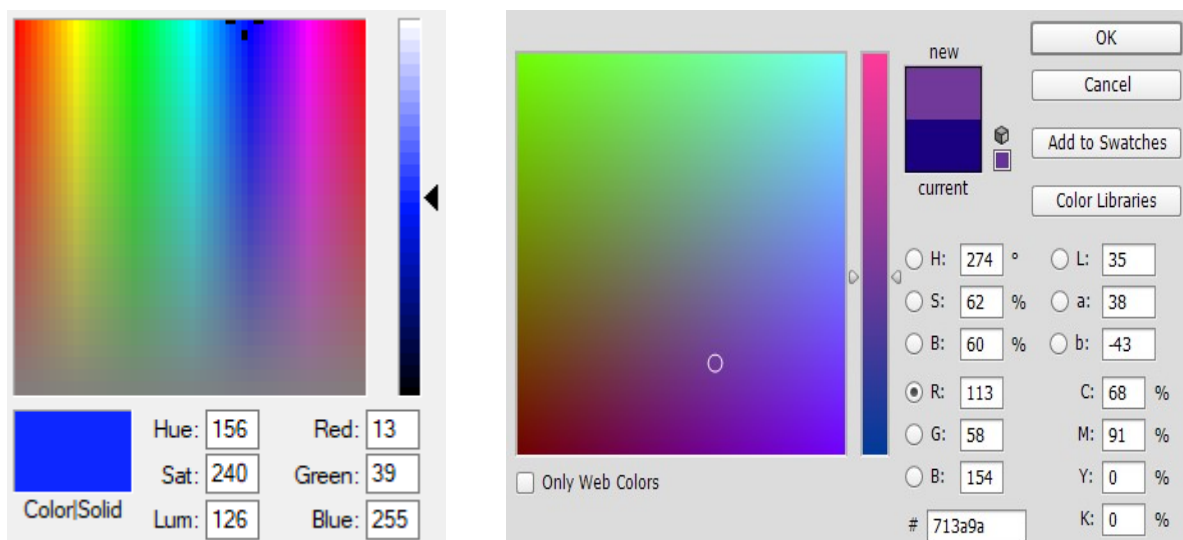 Hue: 156 Red: 13
Sat: 240 Green: 39
Color|Solid
Lum: 126 Blue: 255
new
current
OK
Cancel
Add to Swatches
Color Libraries
H: 274 ° L: 35
S: 62 % a: 38
B: 60 % b: -43
R: 113 C: 68 %
G: 58 M: 91 %
B: 154 Y: 0 %
# 713a9a K: 0 %
Only Web Colors